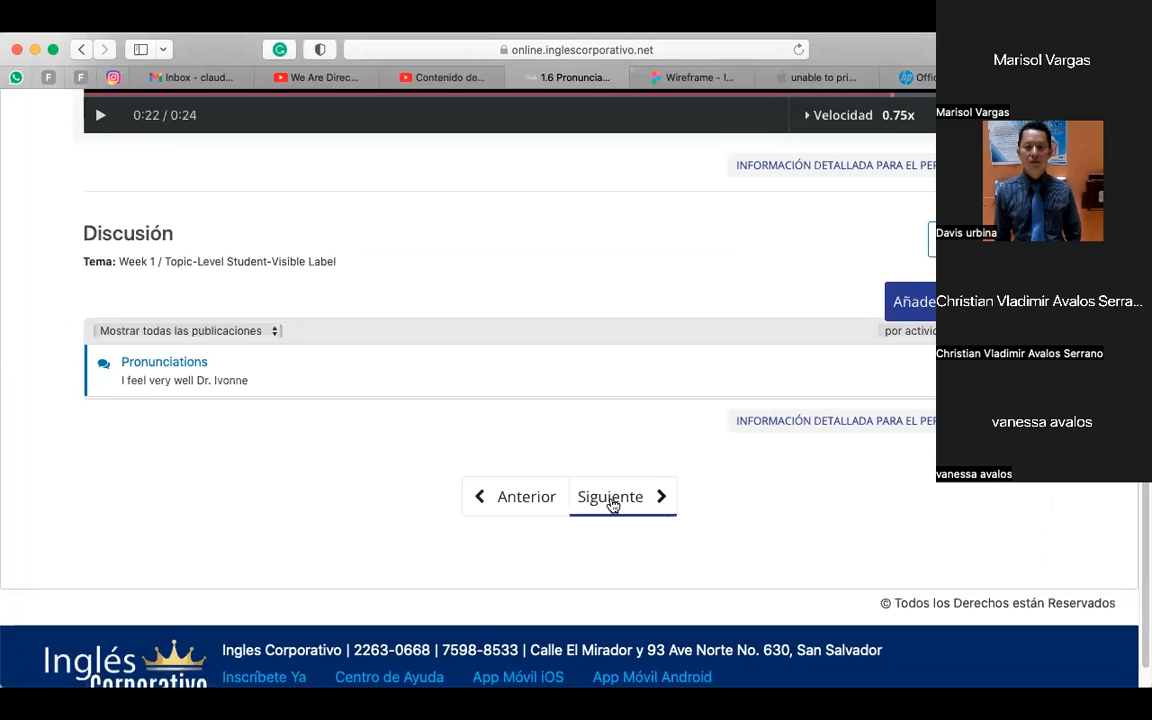 online.inglescorporativo.net
Inbox - claud...
We Are Direc...
Contenido de...
1.6 Pronuncia...
Wireframe - I...
unable to pri...
Offic
0:22 / 0:24
Velocidad 0.75x
INFORMACIÓN DETALLADA PARA EL PER
Discusión
Tema: Week 1 / Topic-Level Student-Visible Label
Añade
Mostrar todas las publicaciones
por activid
Pronunciations
I feel very well Dr. Ivonne
INFORMACIÓN DETALLADA PARA EL PER
Anterior
Siguiente
© Todos los Derechos están Reservados
Inglés
Corporativo
Ingles Corporativo | 2263-0668 | 7598-8533 | Calle El Mirador y 93 Ave Norte No. 630, San Salvador
Inscríbete Ya
Centro de Ayuda
App Móvil iOS
App Móvil Android
Marisol Vargas
Marisol Vargas
Davis urbina
Christian Vladimir Avalos Serra...
Christian Vladimir Avalos Serrano
vanessa avalos
vanessa avalos